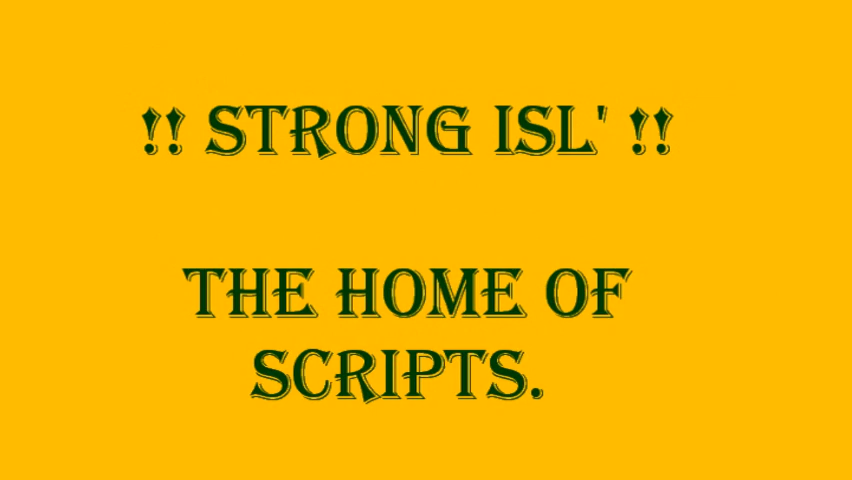 !! STRONG ISL' !!
THE HOME OF
SCRIPTS.